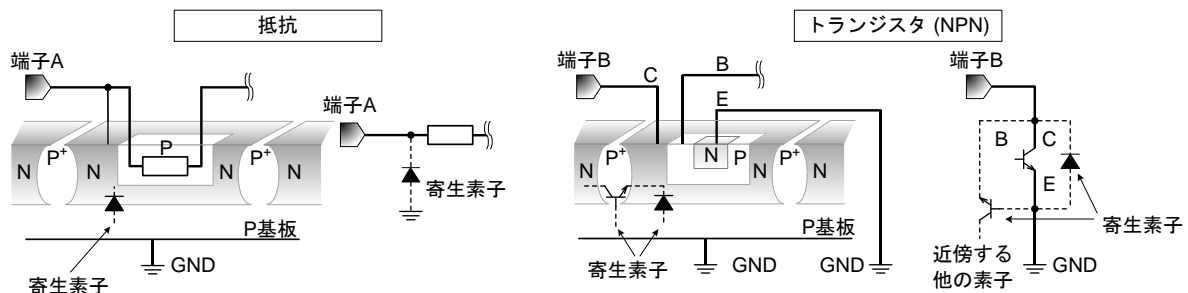 抵抗
端子A
P
N
P+
N
N
P+
N
P基板
寄生素子
GND
端子A
寄生素子
トランジスタ (NPN)
端子B
C
B
E
N
P+
N
N
P
N
P+
N
P基板
寄生素子
GND
GND
端子B
B
C
E
寄生素子
近傍する
他の素子
GND